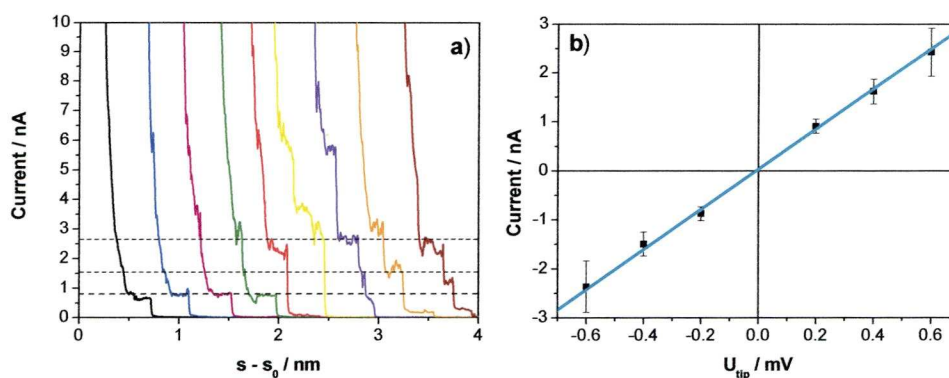 a)
Current / nA
10
9
8
7
6
5
4
3
2
1
0
0 1 2 3 4
s - s₀ / nm
b)
Current / nA
3
2
1
0
-1
-2
-3
-0.6 -0.4 -0.2 0.0 0.2 0.4 0.6
U_tip / mV